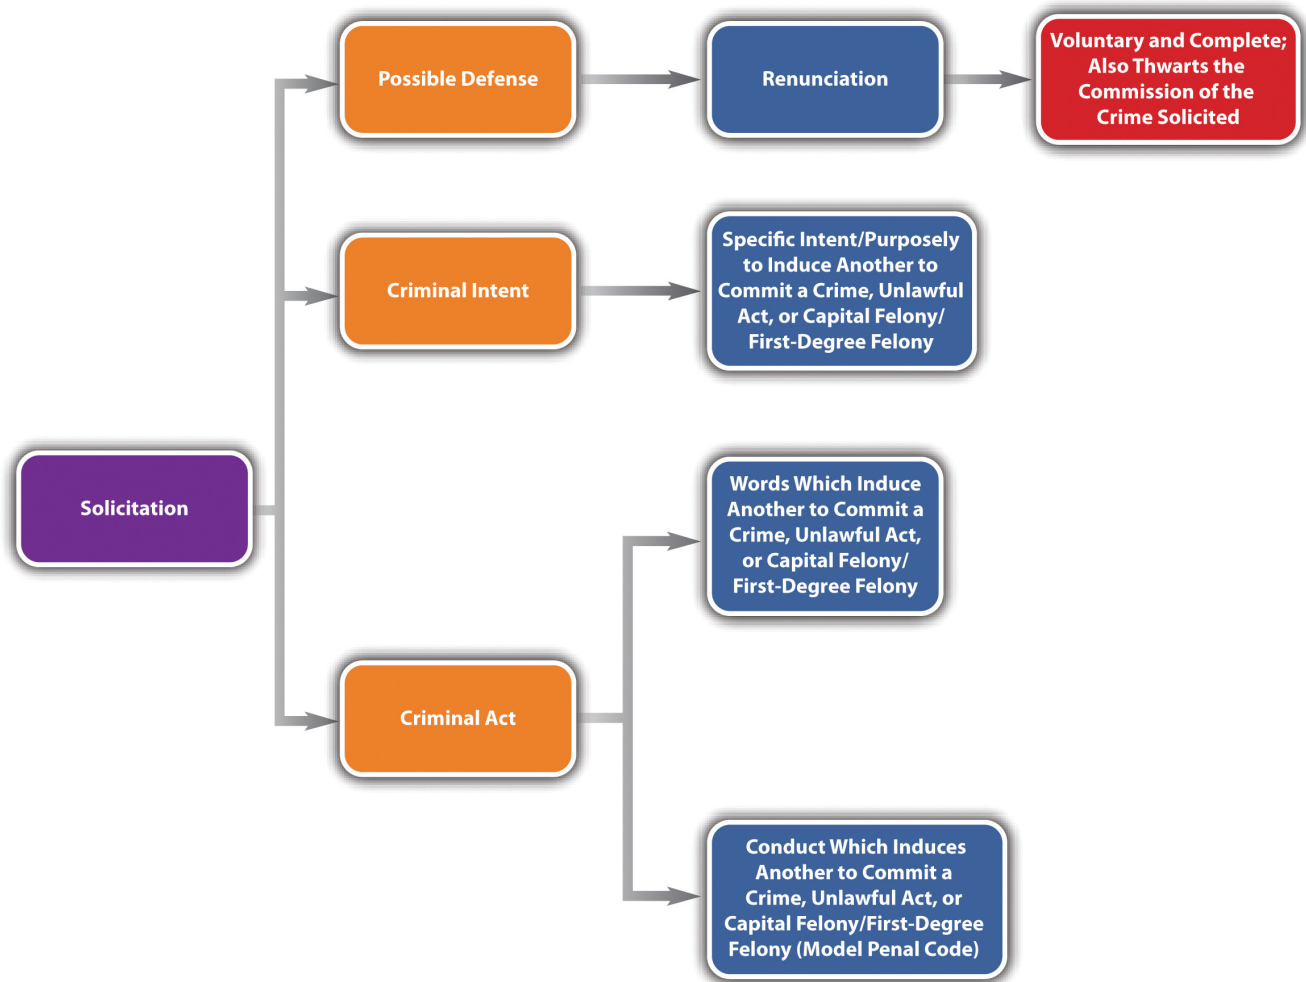 Possible Defense
Renunciation
Voluntary and Complete;
Also Thwarts the
Commission of the
Crime Solicited
Criminal Intent
Specific Intent/Purposely
to Induce Another to
Commit a Crime, Unlawful
Act, or Capital Felony/
First-Degree Felony
Solicitation
Words Which Induce
Another to Commit a
Crime, Unlawful Act,
or Capital Felony/
First-Degree Felony
Criminal Act
Conduct Which Induces
Another to Commit a
Crime, Unlawful Act, or
Capital Felony/First-Degree
Felony (Model Penal Code)